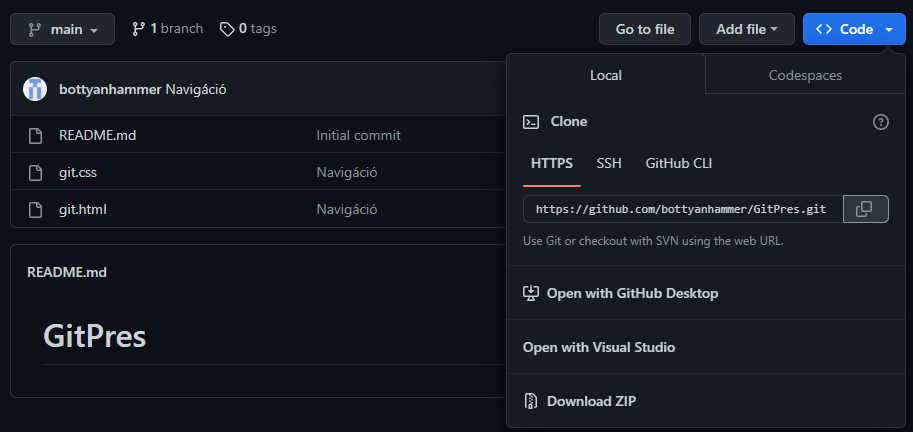 main 1 branch 0 tags Go to file Add file Code
bottyanhammer Navigáció
README.md Initial commit
git.css Navigáció
git.html Navigáció
README.md
GitPres
Local Codespaces
Clone
HTTPS SSH GitHub CLI
https://github.com/bottyanhammer/GitPres.git
Use Git or checkout with SVN using the web URL.
Open with GitHub Desktop
Open with Visual Studio
Download ZIP